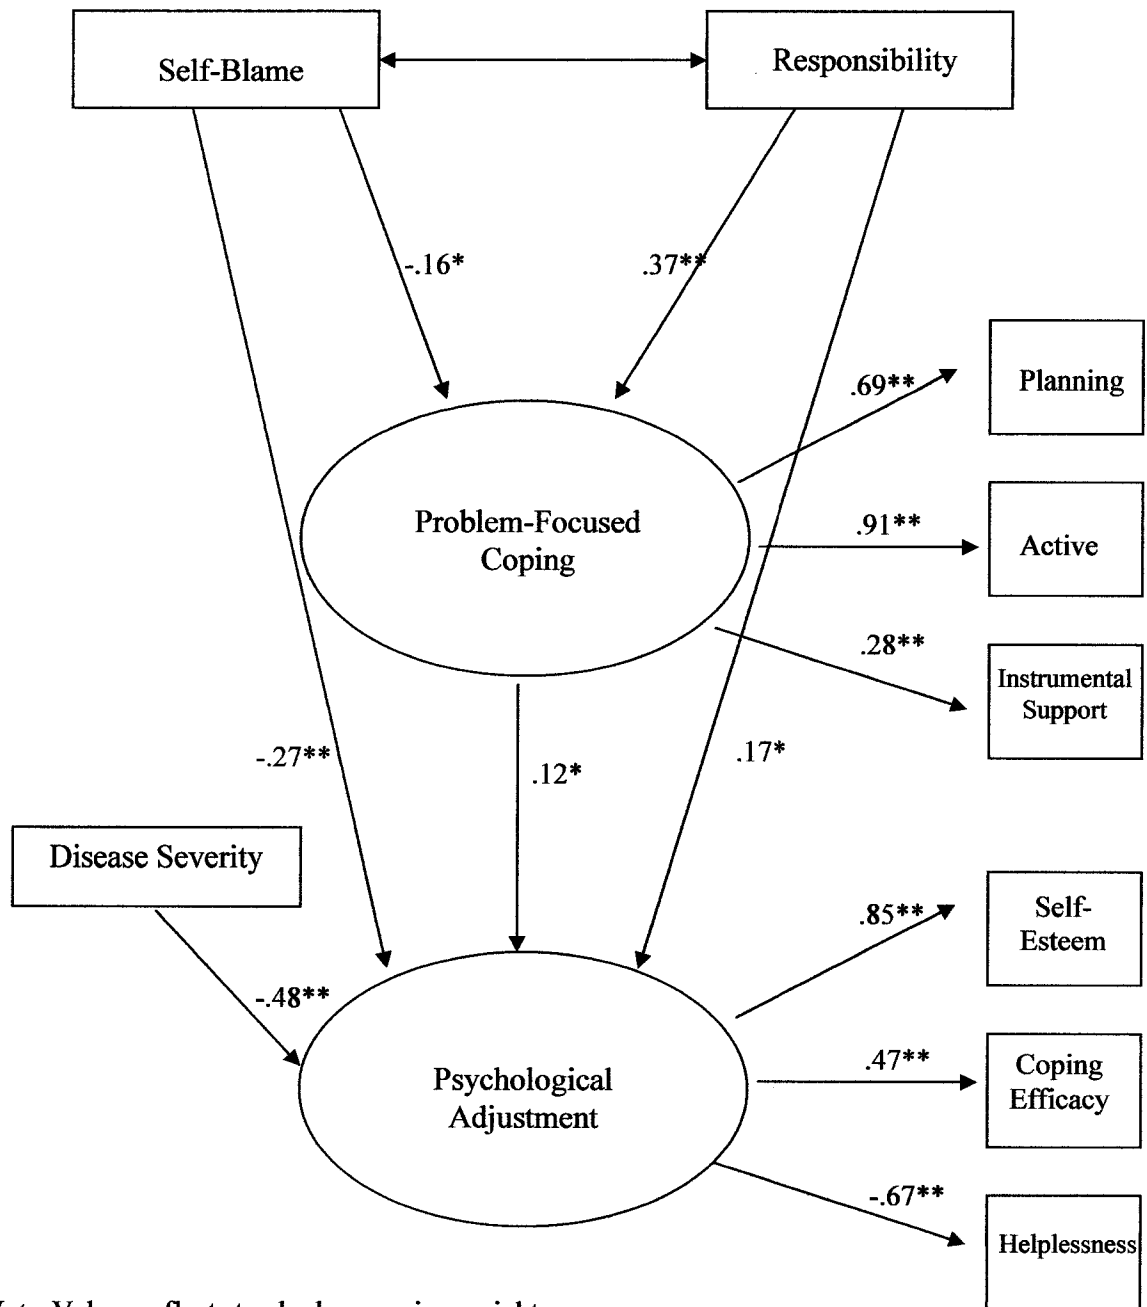 Self-Blame
Responsibility
-.16*
.37**
.69**
Planning
Problem-Focused
Coping
.91**
Active
.28**
Instrumental
Support
-.27**
.12*
.17*
Disease Severity
.85**
Self-
Esteem
-.48**
Psychological
Adjustment
.47**
Coping
Efficacy
-.67**
Helplessness